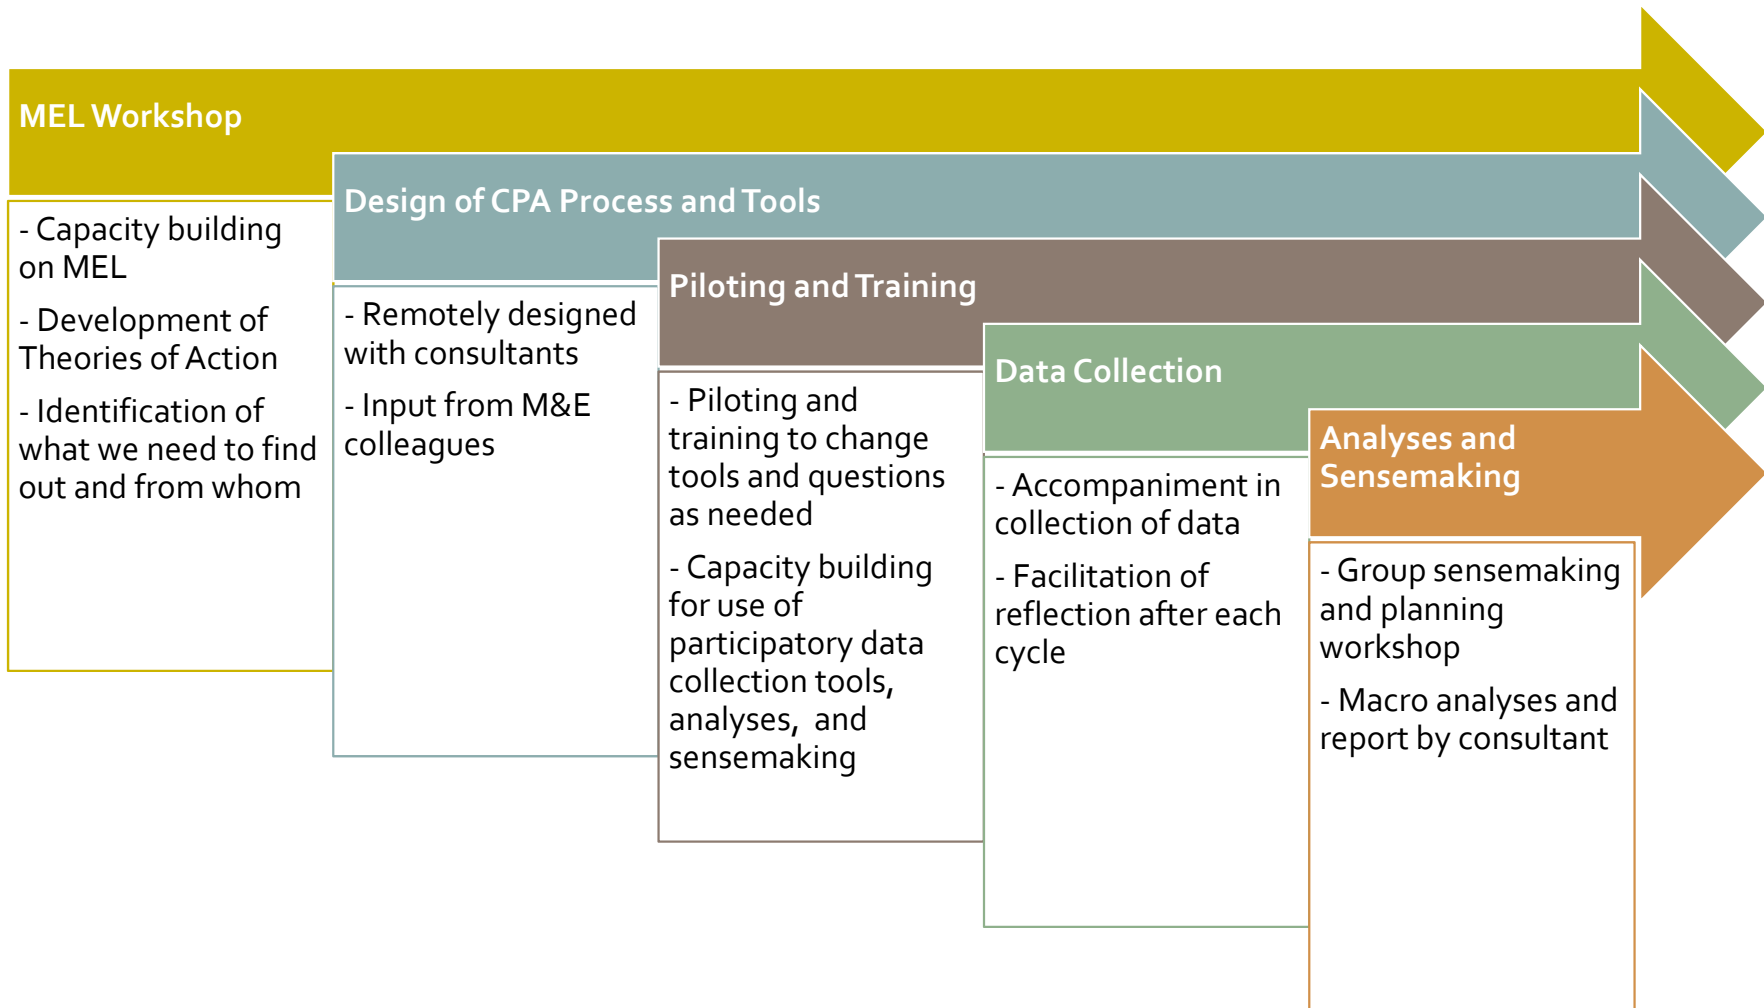 MEL Workshop
- Capacity building
on MEL
- Development of
Theories of Action
- Identification of
what we need to find
out and from whom
Design of CPA Process and Tools
- Remotely designed
with consultants
- Input from M&E
colleagues
Piloting and Training
- Piloting and
training to change
tools and questions
as needed
- Capacity building
for use of
participatory data
collection tools,
analyses, and
sensemaking
Data Collection
- Accompaniment in
collection of data
- Facilitation of
reflection after each
cycle
Analyses and
Sensemaking
- Group sensemaking
and planning
workshop
- Macro analyses and
report by consultant